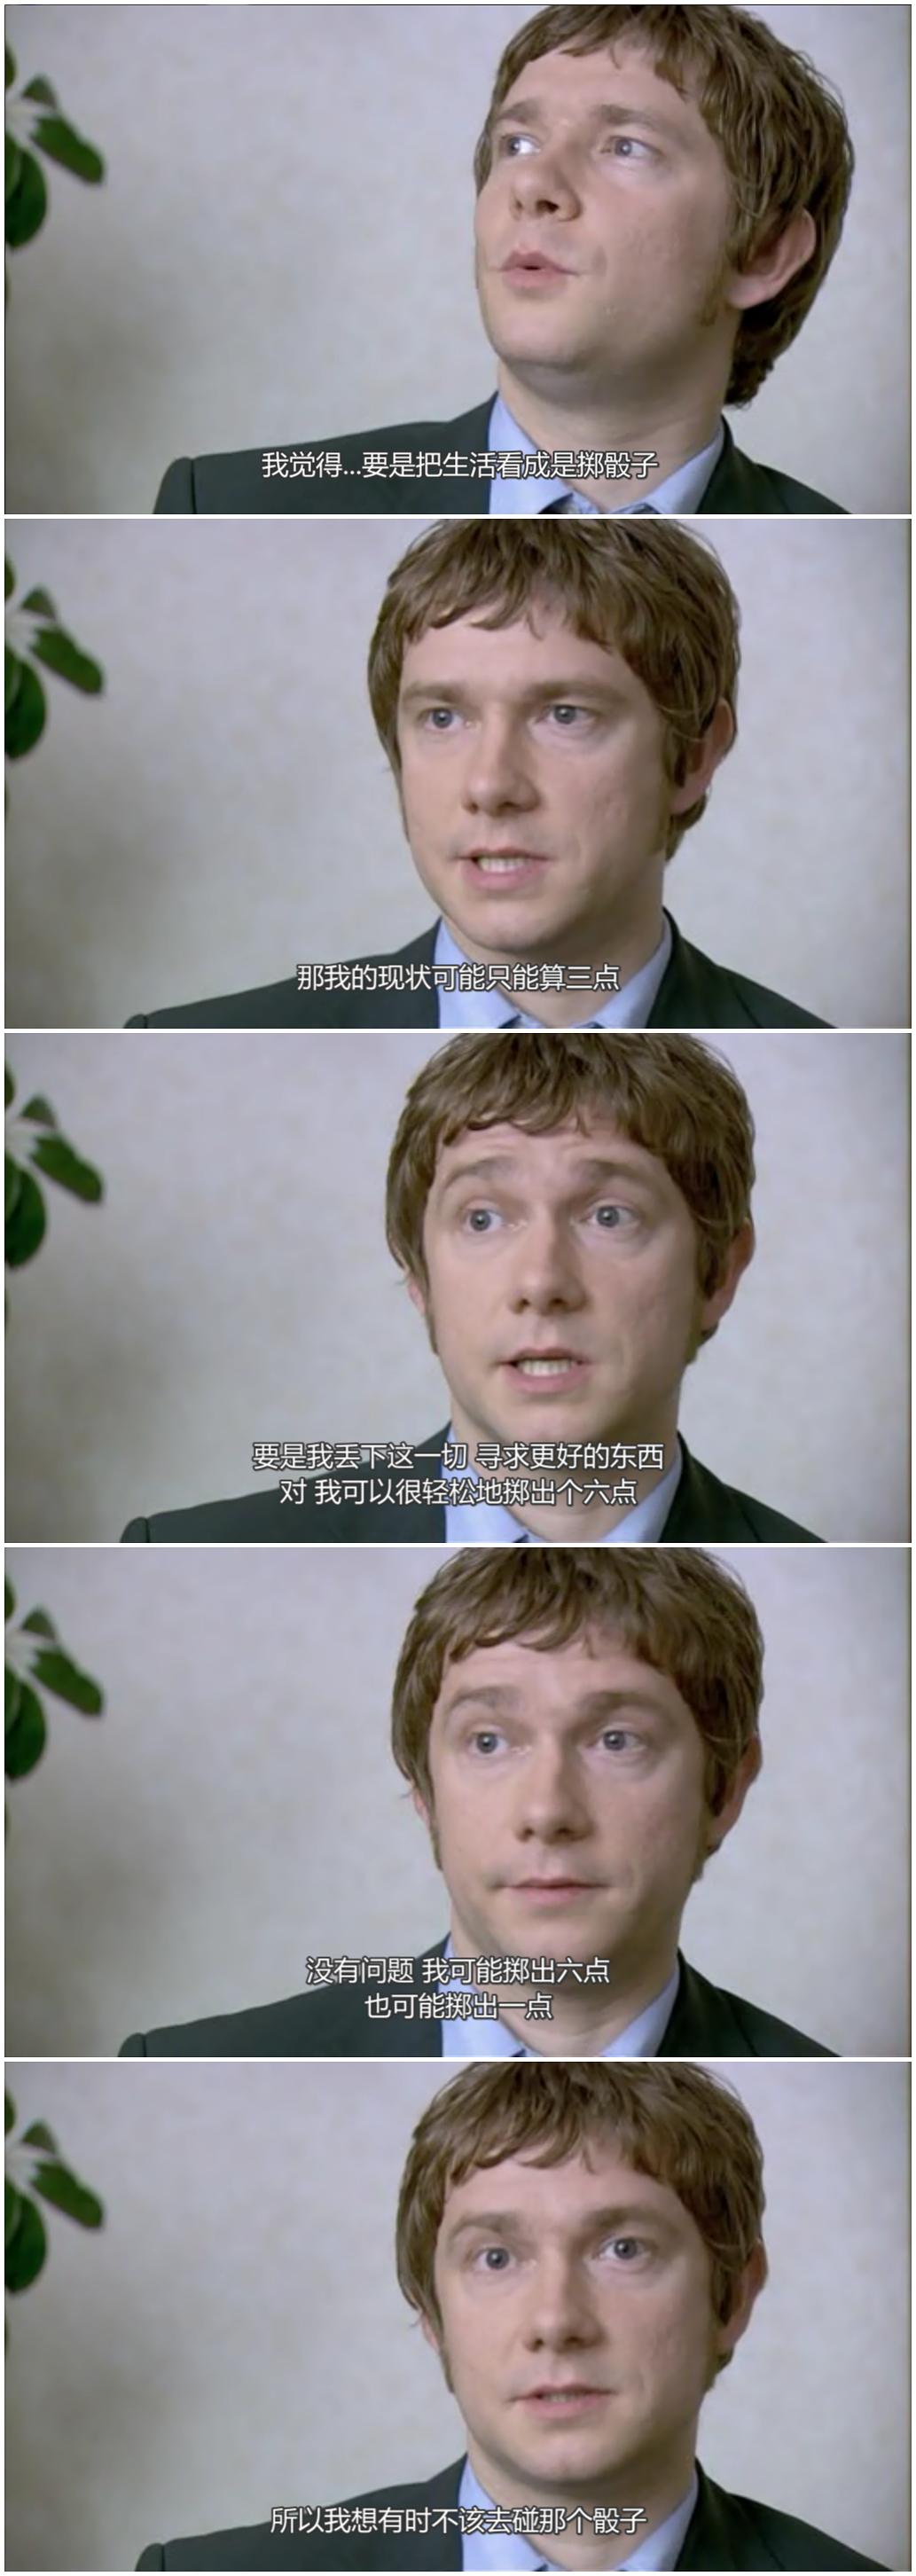 我觉得...要是把生活看成是掷骰子
那我的现状可能只能算三点
要是我丢下这一切 寻求更好的东西
对 我可以很轻松地掷出个六点
没有问题 我可能掷出六点
也可能掷出一点
所以我想有时不该去碰那个骰子